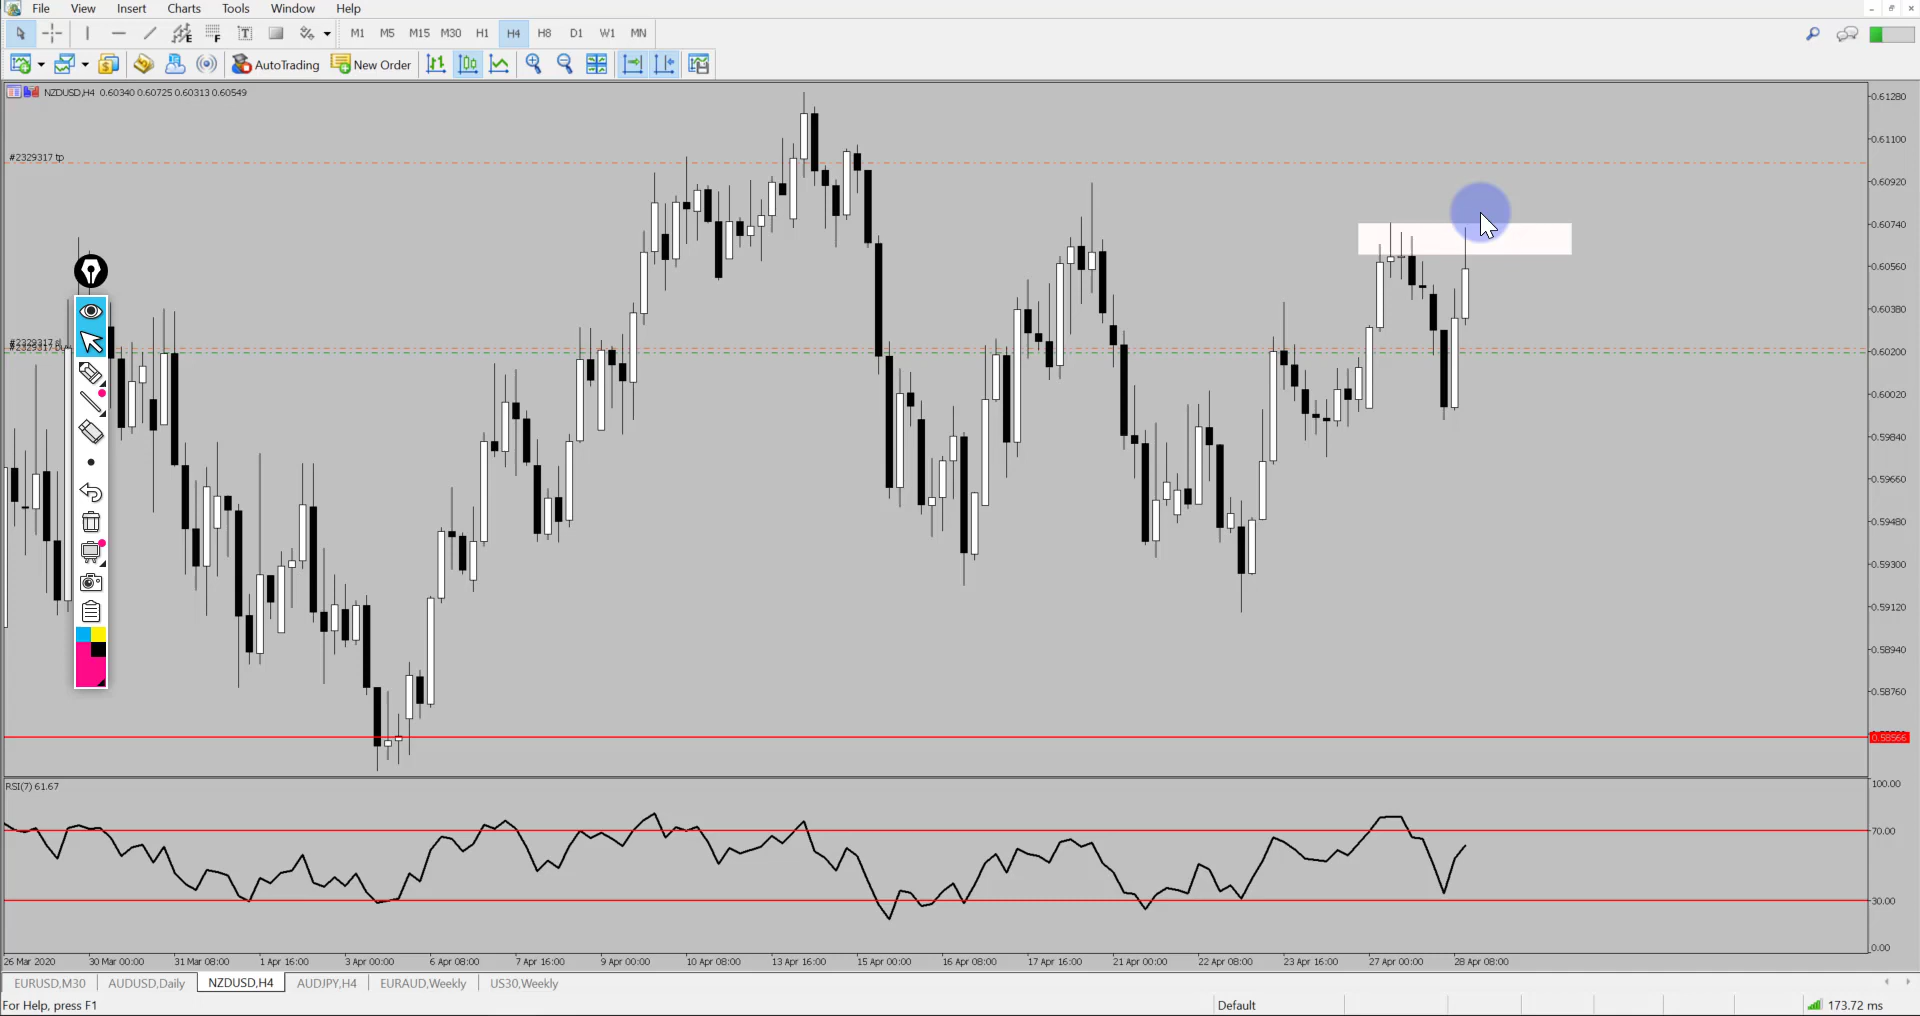 File View Insert Charts Tools Window Help
E F T M1 M5 M15 M30 H1 H4 H8 D1 W1 MN
AutoTrading New Order
NZDUSD,H4 0.60340 0.60725 0.60313 0.60549
0.61280
0.61100
#2329317 tp
0.60920
0.60740
0.60560
0.60380
#2329317 sl
#2329317 buy
0.60200
0.60020
0.59840
0.59660
0.59480
0.59300
0.59120
0.58940
0.58760
0.58566
RSI(7) 61.67
100.00
70.00
30.00
0.00
26 Mar 2020 30 Mar 00:00 31 Mar 08:00 1 Apr 16:00 3 Apr 00:00 6 Apr 08:00 7 Apr 16:00 9 Apr 00:00 10 Apr 08:00 13 Apr 16:00 15 Apr 00:00 16 Apr 08:00 17 Apr 16:00 21 Apr 00:00 22 Apr 08:00 23 Apr 16:00 27 Apr 00:00 28 Apr 08:00
EURUSD,M30 AUDUSD,Daily NZDUSD,H4 AUDJPY,H4 EURAUD,Weekly US30,Weekly
For Help, press F1 Default 173.72 ms